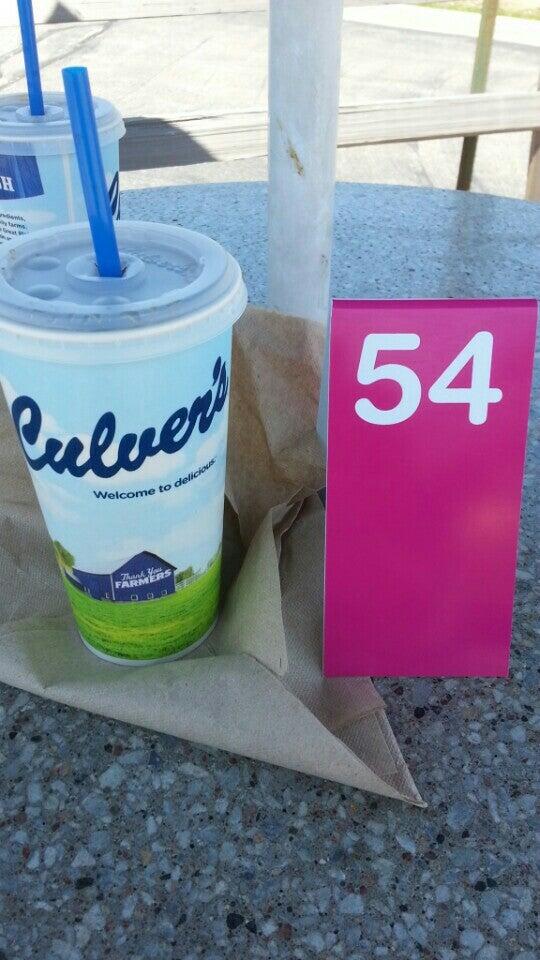 H
Culver's
Welcome to delicious.
Thank You
FARMERS
54